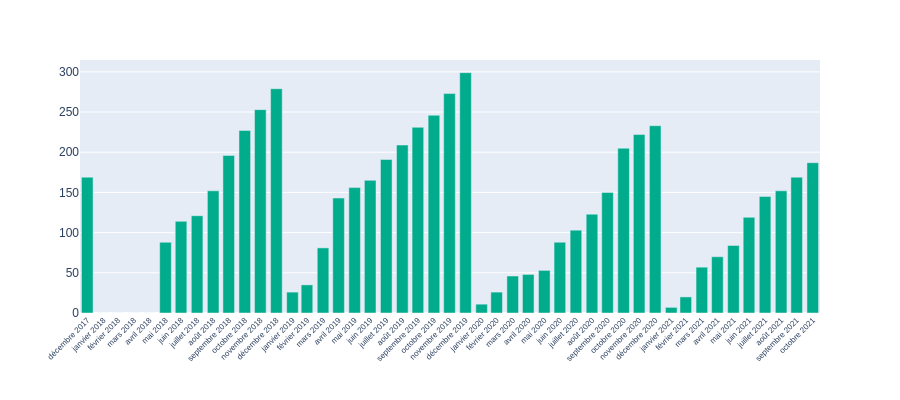 300
250
200
150
100
50
0
décembre 2017
janvier 2018
février 2018
mars 2018
avril 2018
mai 2018
juin 2018
juillet 2018
août 2018
septembre 2018
octobre 2018
novembre 2018
décembre 2018
janvier 2019
février 2019
mars 2019
avril 2019
mai 2019
juin 2019
juillet 2019
août 2019
septembre 2019
octobre 2019
novembre 2019
décembre 2019
janvier 2020
février 2020
mars 2020
avril 2020
mai 2020
juin 2020
juillet 2020
août 2020
septembre 2020
octobre 2020
novembre 2020
décembre 2020
janvier 2021
février 2021
mars 2021
avril 2021
mai 2021
juin 2021
juillet 2021
août 2021
septembre 2021
octobre 2021